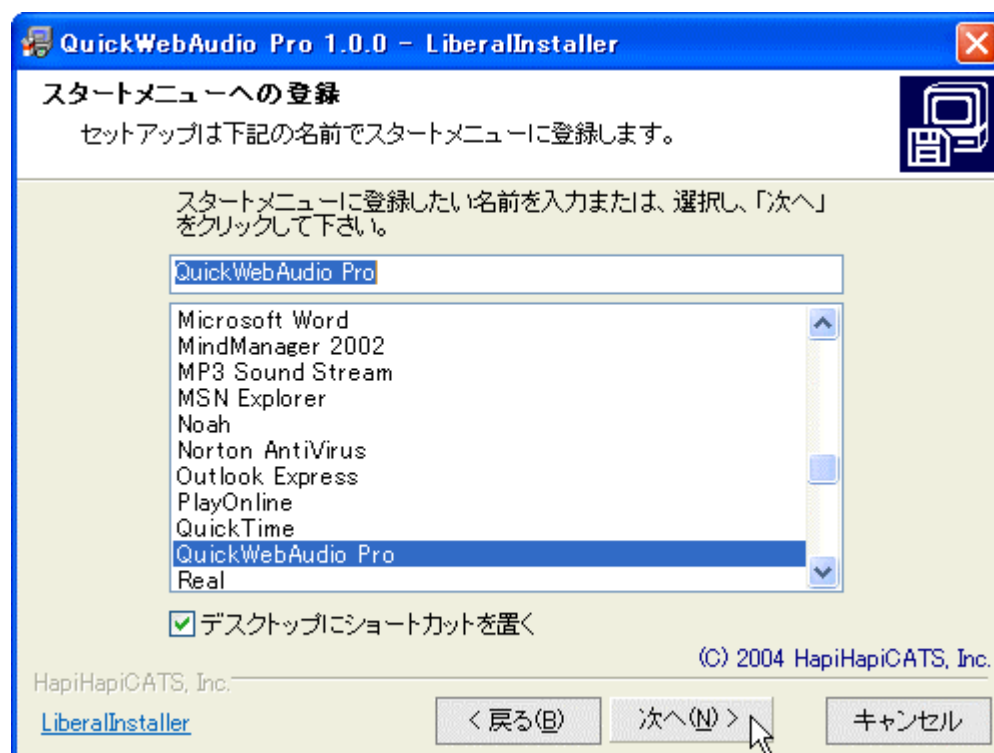 QuickWebAudio Pro 1.0.0 - LiberalInstaller
スタートメニューへの登録
セットアップは下記の名前でスタートメニューに登録します。
スタートメニューに登録したい名前を入力または、選択し、「次へ」
をクリックして下さい。
QuickWebAudio Pro
Microsoft Word
MindManager 2002
MP3 Sound Stream
MSN Explorer
Noah
Norton AntiVirus
Outlook Express
PlayOnline
QuickTime
QuickWebAudio Pro
Real
デスクトップにショートカットを置く
(C) 2004 HapiHapiCATS, Inc.
HapiHapiCATS, Inc.
LiberalInstaller
< 戻る(B)
次へ(N) >
キャンセル